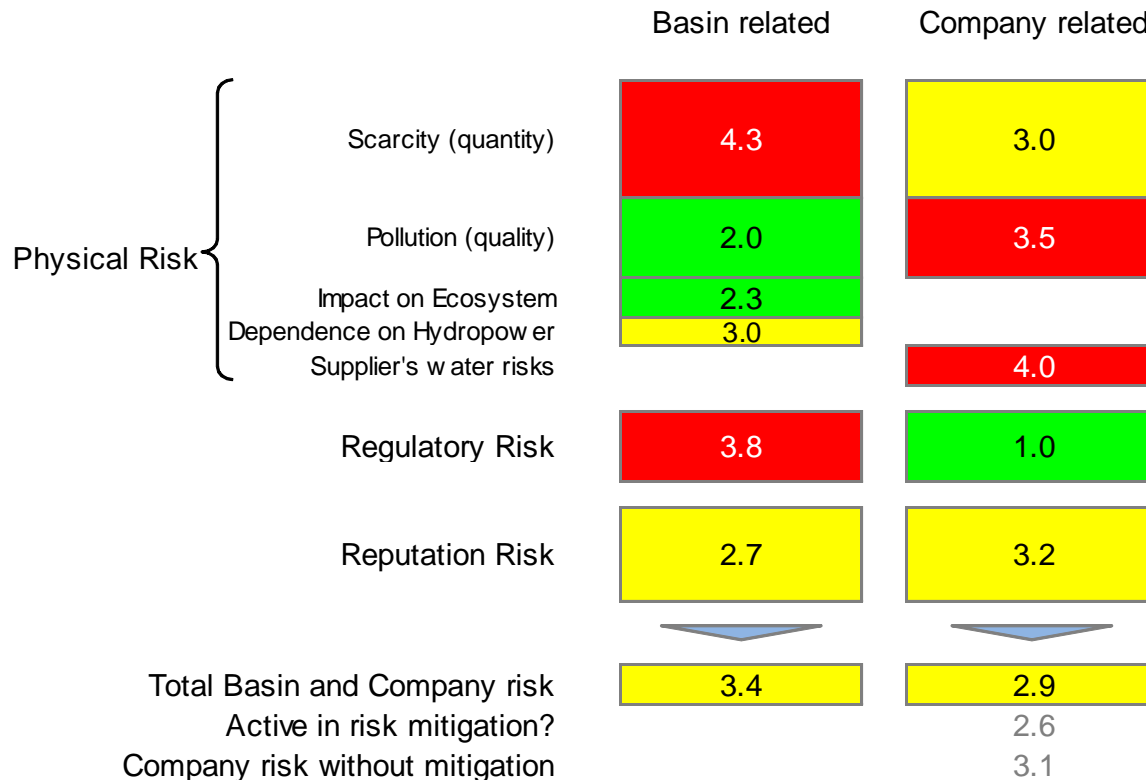 Basin related Company related
Scarcity (quantity) 4.3 3.0
Pollution (quality) 2.0 3.5
Physical Risk
Impact on Ecosystem 2.3
Dependence on Hydropower 3.0
Supplier's water risks 4.0
Regulatory Risk 3.8 1.0
Reputation Risk 2.7 3.2
Total Basin and Company risk 3.4 2.9
Active in risk mitigation? 2.6
Company risk without mitigation 3.1